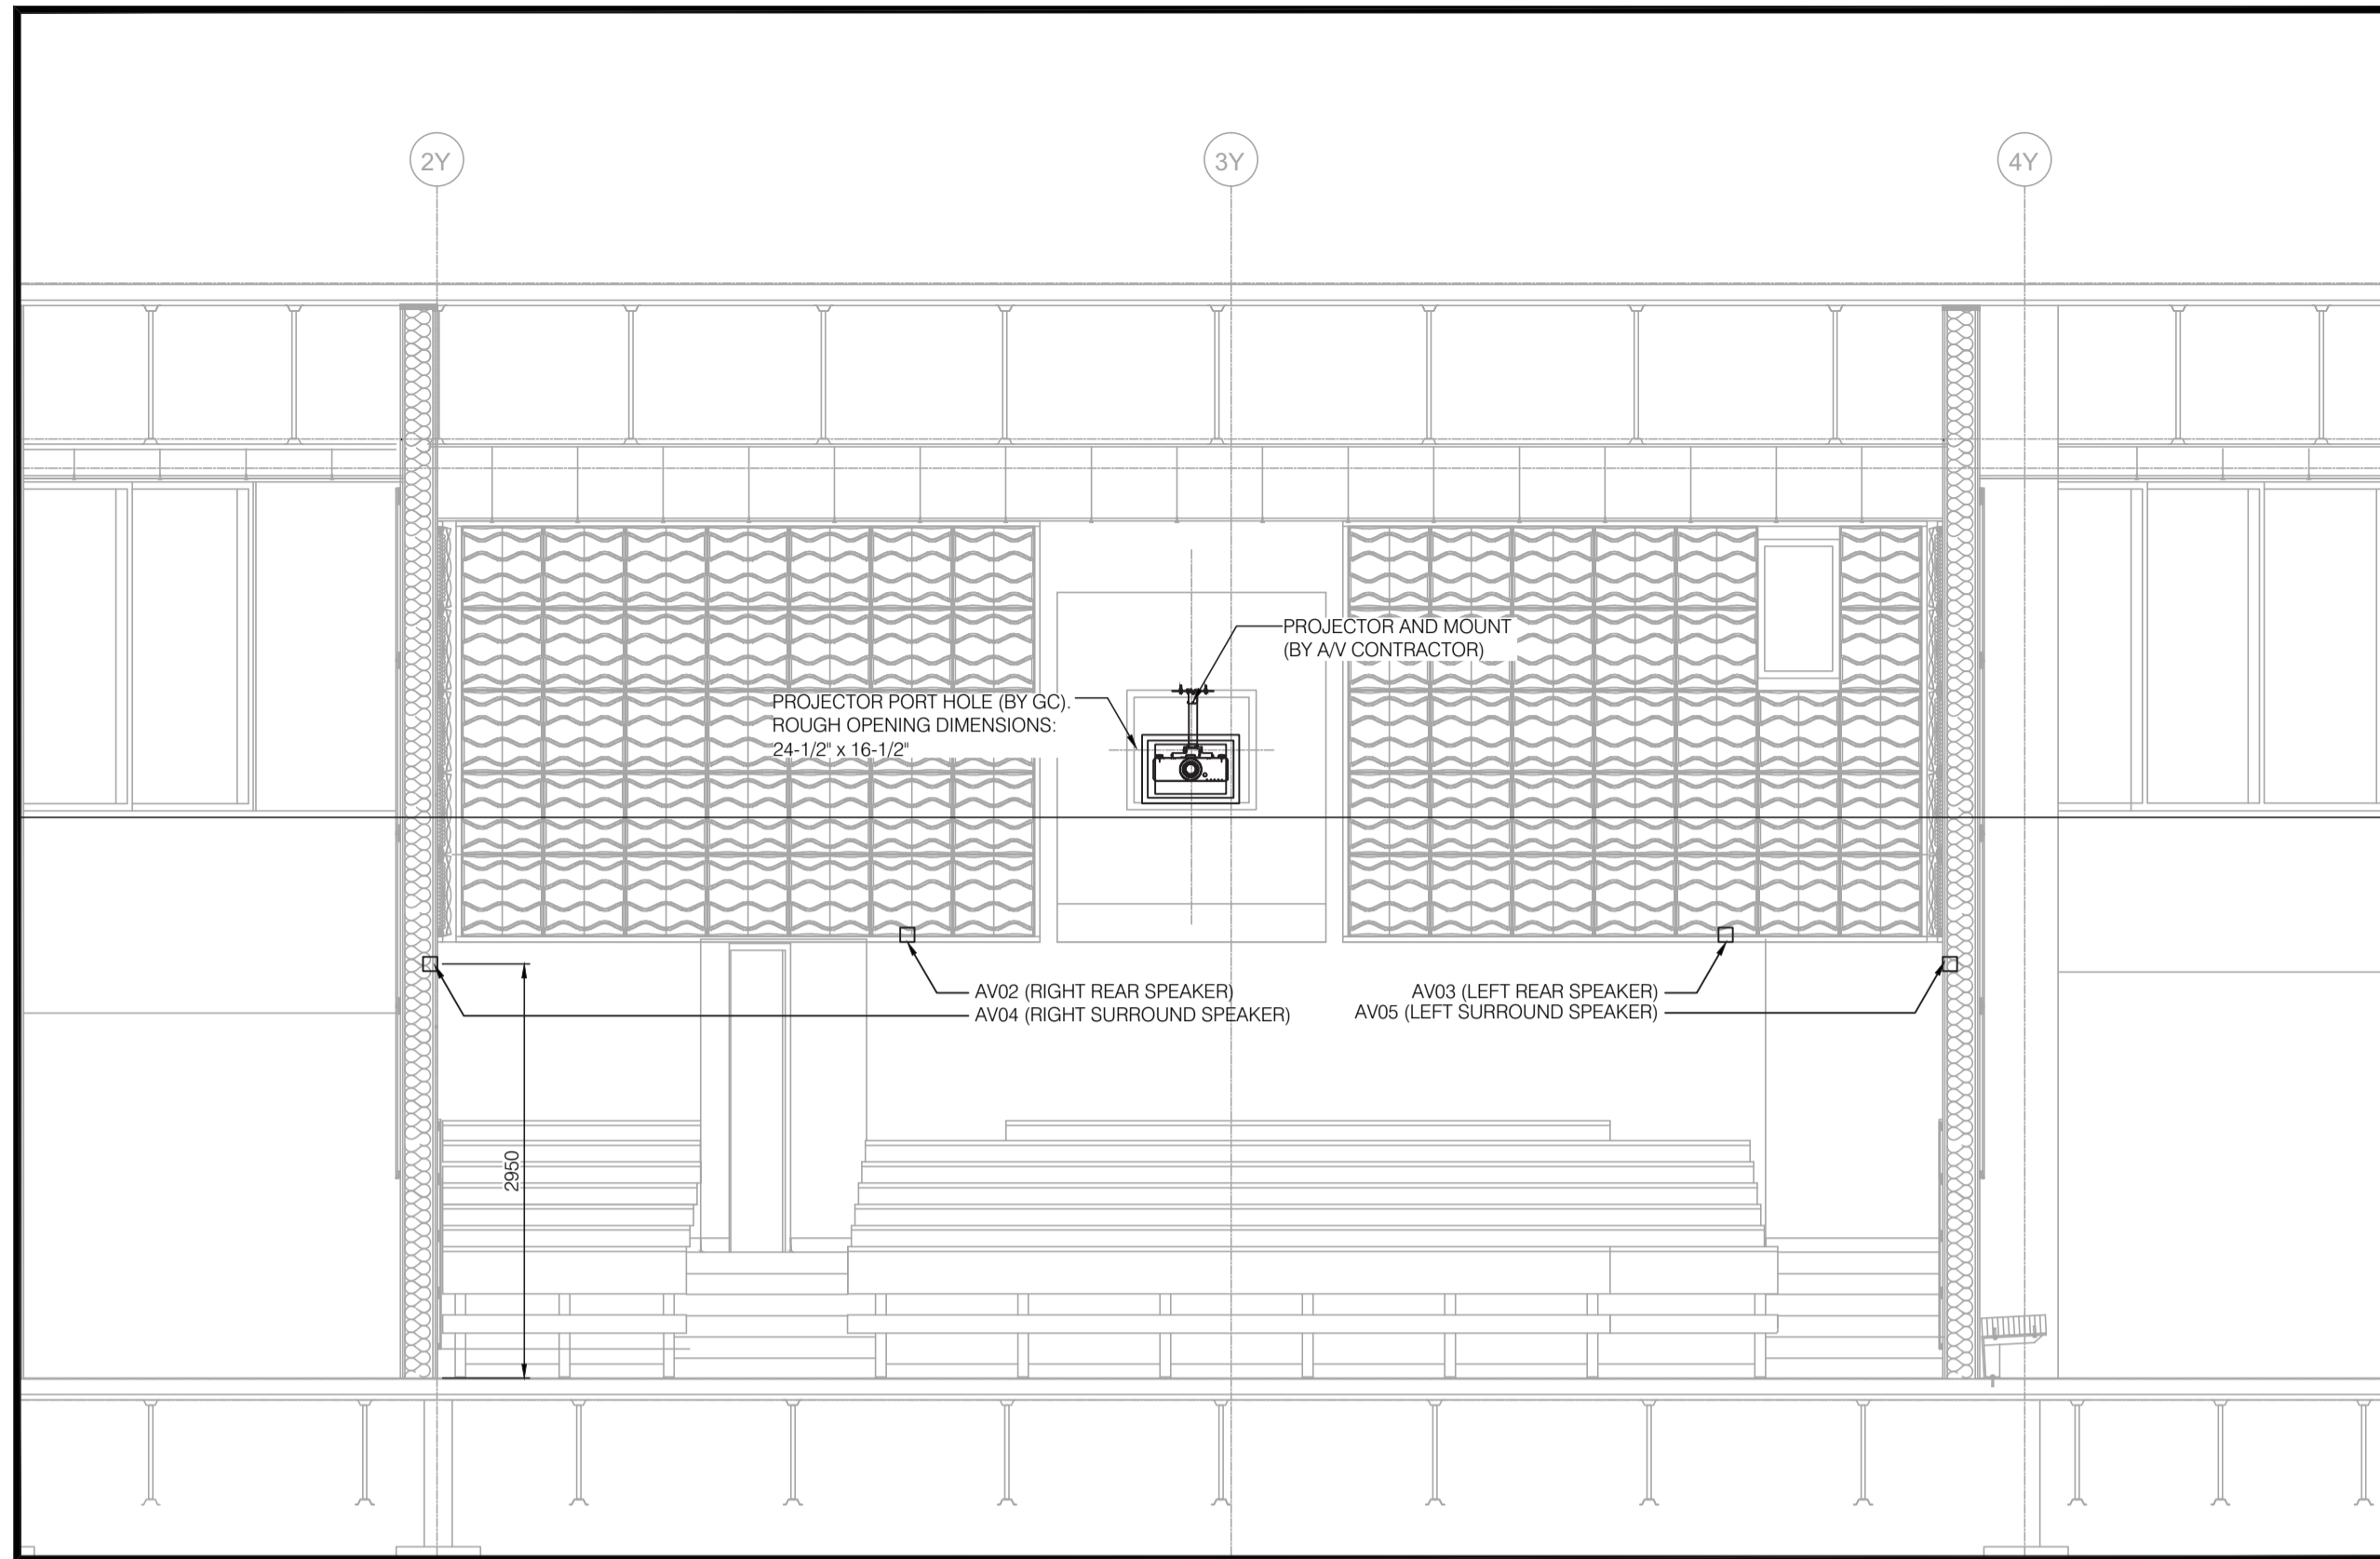 2Y
3Y
4Y
PROJECTOR AND MOUNT
(BY A/V CONTRACTOR)
PROJECTOR PORT HOLE (BY GC).
ROUGH OPENING DIMENSIONS:
24-1/2" x 16-1/2"
AV02 (RIGHT REAR SPEAKER)
AV04 (RIGHT SURROUND SPEAKER)
AV03 (LEFT REAR SPEAKER)
AV05 (LEFT SURROUND SPEAKER)
2950